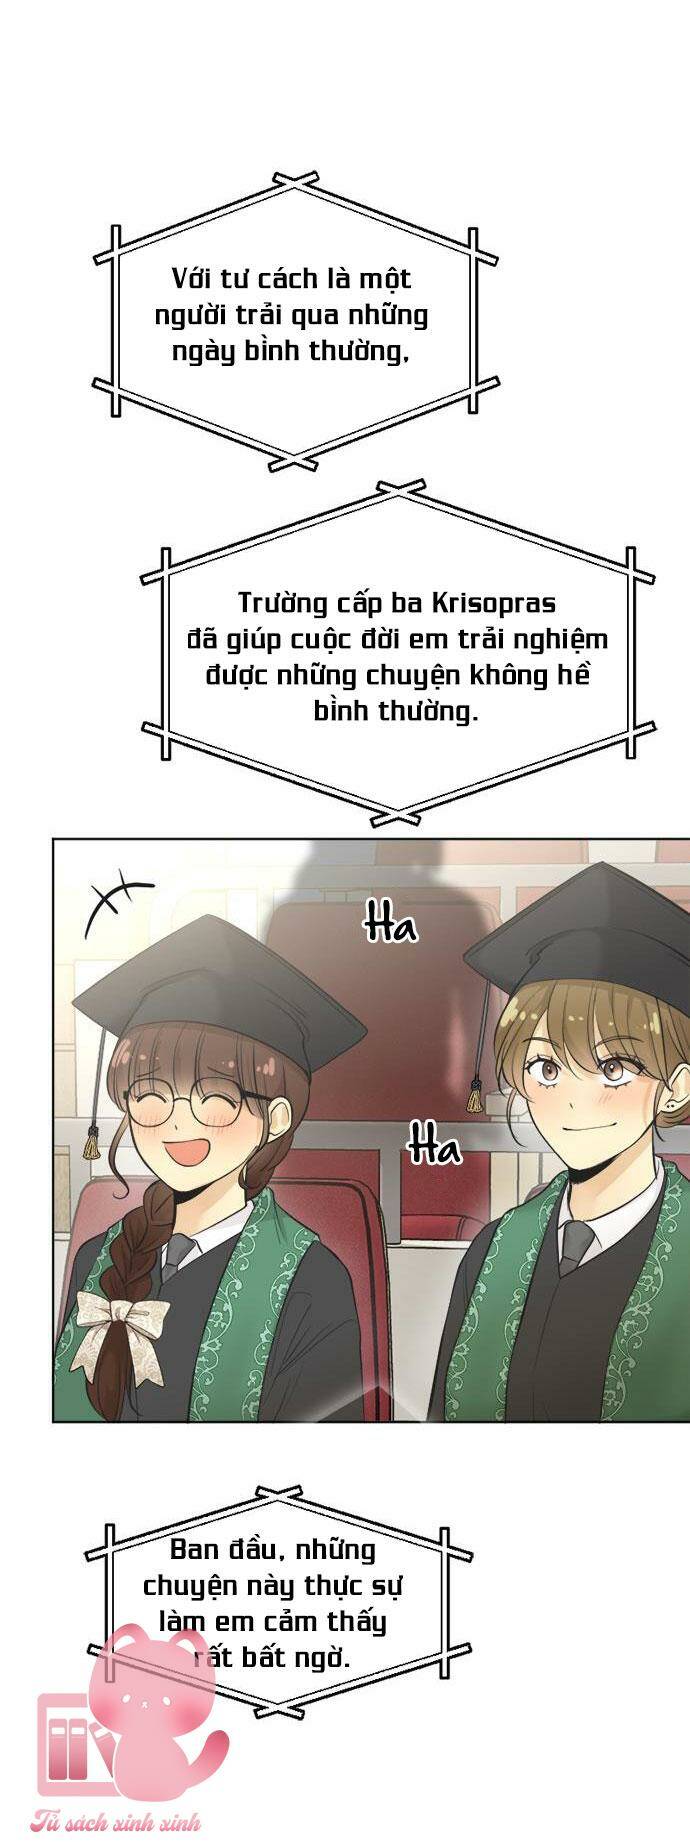 Với tư cách là một
người trải qua những
ngày bình thường,
Trường cấp ba Krisopras
đã giúp cuộc đời em trải nghiệm
được những chuyện không hề
bình thường.
Ha
Ha
Ban đầu, những
chuyện này thực sự
làm em cảm thấy
rất bất ngờ.
Tủ sách xinh xinh